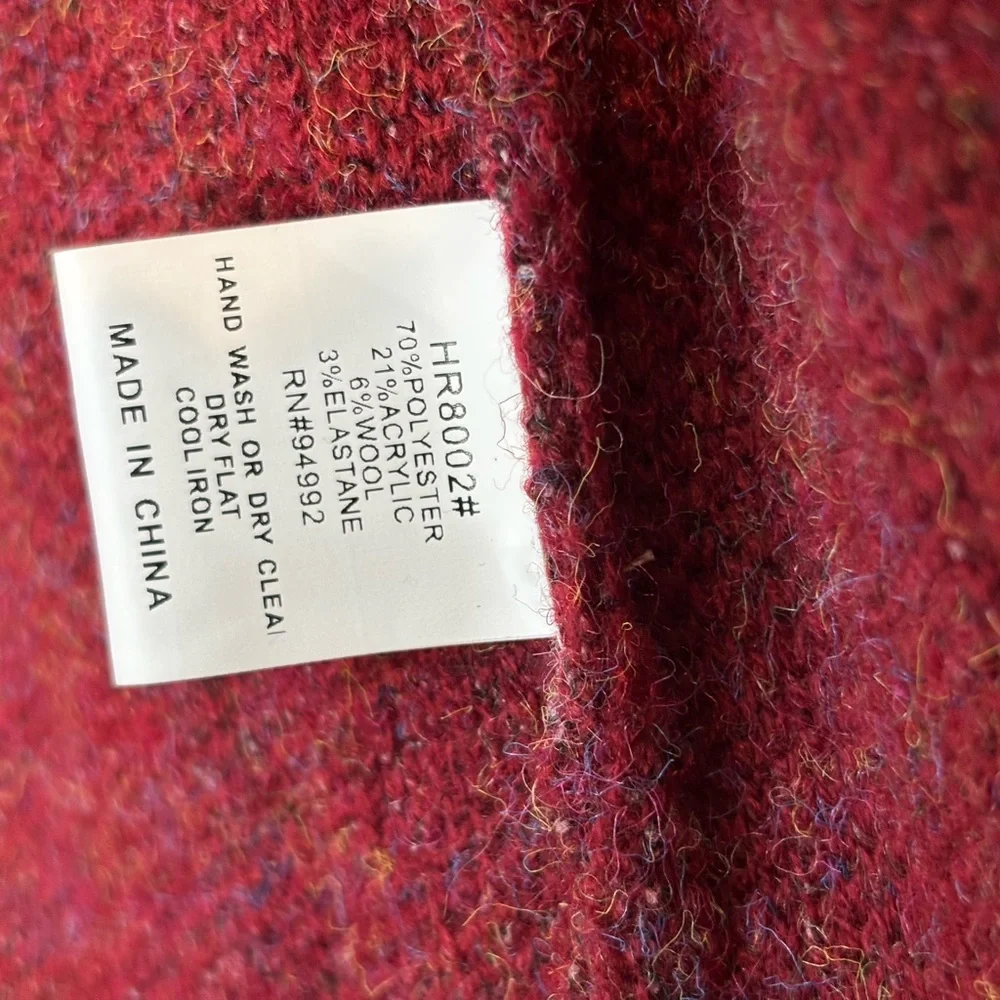 HR8002#
70%POLYESTER
21%ACRYLIC
6%WOOL
3%ELASTANE
RN#94992
HAND WASH OR DRY CLEA
DRY FLAT
COOL IRON
MADE IN CHINA